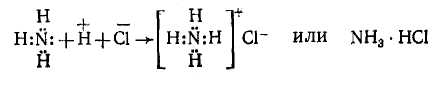 H H
H:N̈:+H⁺+Cl⁻→[H:N:H]⁺ Cl⁻ или NH₃ · HCl
H H